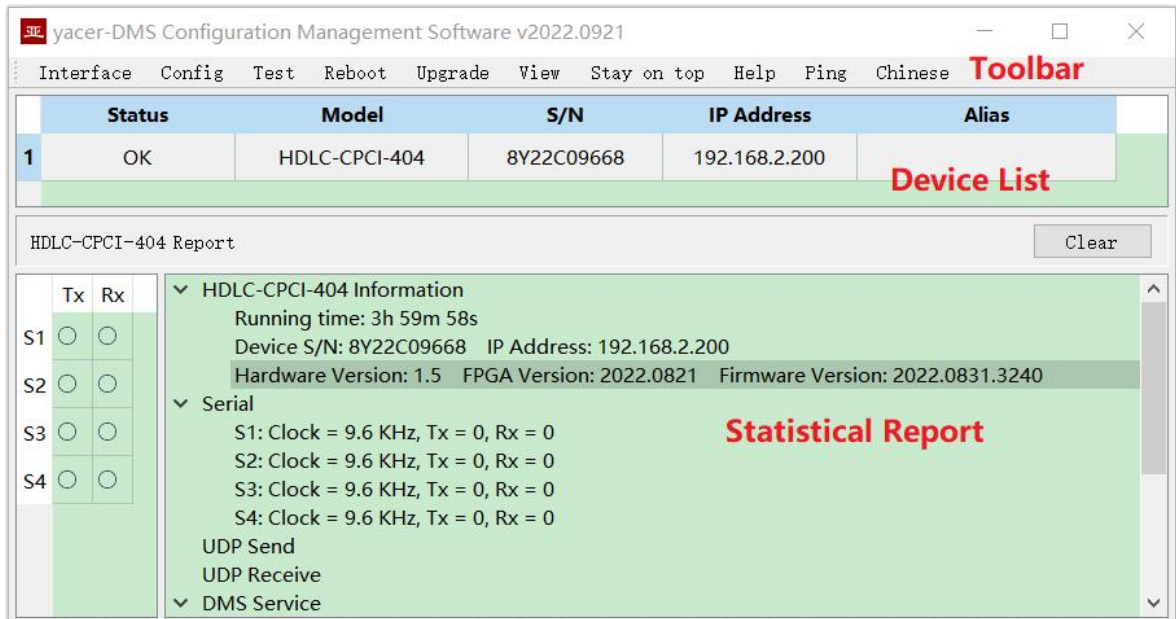 亚 yacer-DMS Configuration Management Software v2022.0921
Interface Config Test Reboot Upgrade View Stay on top Help Ping Chinese Toolbar
Status Model S/N IP Address Alias
1 OK HDLC-CPCI-404 8Y22C09668 192.168.2.200
Device List
HDLC-CPCI-404 Report Clear
Tx Rx
S1
S2
S3
S4
HDLC-CPCI-404 Information
Running time: 3h 59m 58s
Device S/N: 8Y22C09668 IP Address: 192.168.2.200
Hardware Version: 1.5 FPGA Version: 2022.0821 Firmware Version: 2022.0831.3240
Serial
S1: Clock = 9.6 KHz, Tx = 0, Rx = 0
Statistical Report
S2: Clock = 9.6 KHz, Tx = 0, Rx = 0
S3: Clock = 9.6 KHz, Tx = 0, Rx = 0
S4: Clock = 9.6 KHz, Tx = 0, Rx = 0
UDP Send
UDP Receive
DMS Service